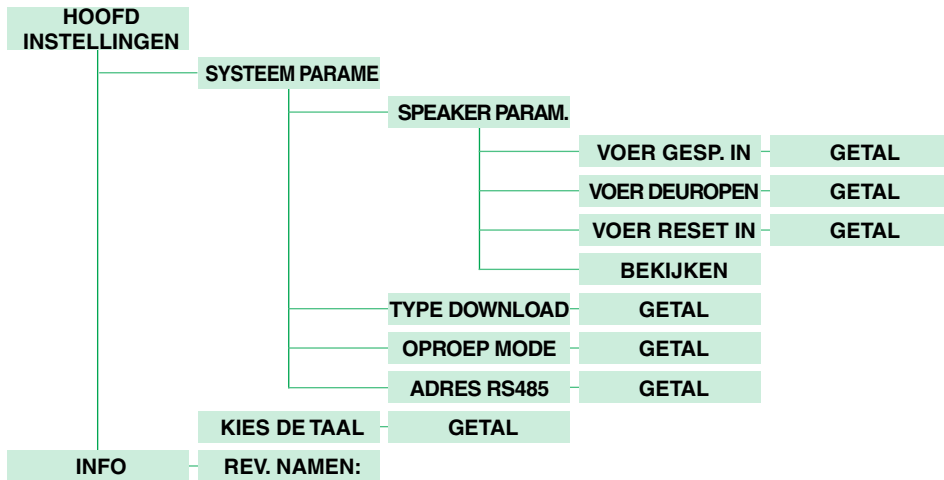 HOOFD
INSTELLINGEN
SYSTEEM PARAME
SPEAKER PARAM.
VOER GESP. IN GETAL
VOER DEUROPEN GETAL
VOER RESET IN GETAL
BEKIJKEN
TYPE DOWNLOAD GETAL
OPROEP MODE GETAL
ADRES RS485 GETAL
KIES DE TAAL GETAL
INFO REV. NAMEN: